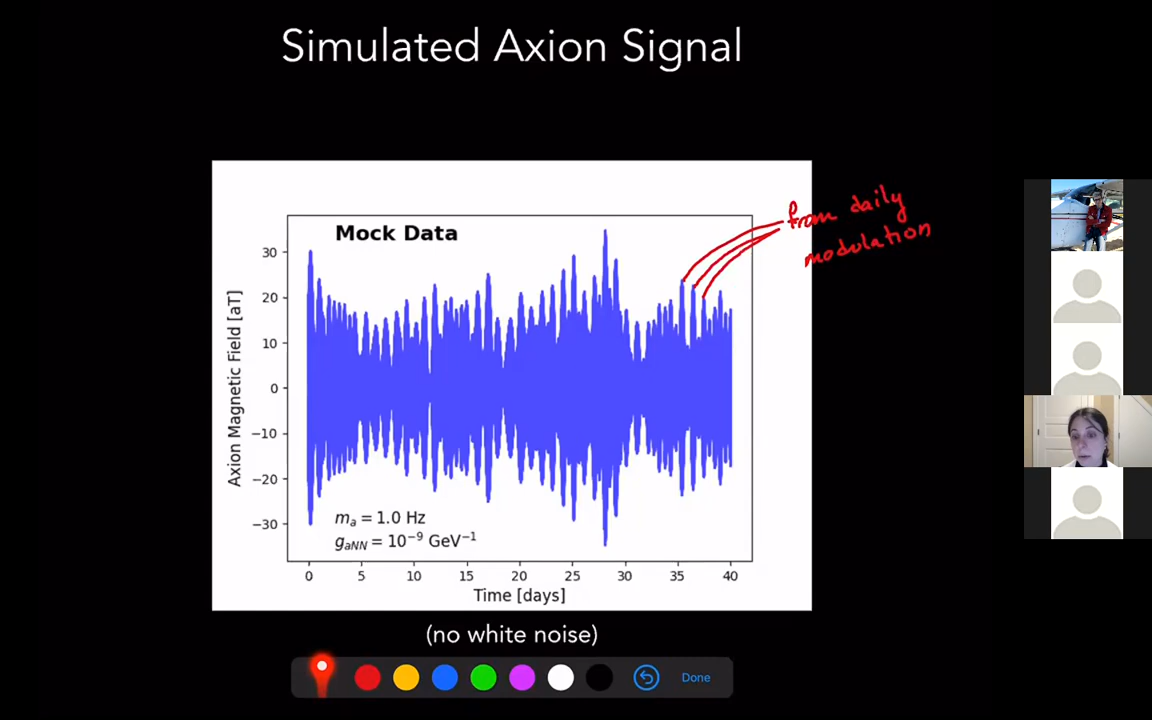 Simulated Axion Signal
Mock Data
from daily
modulation
30
20
10
0
−10
−20
−30
Axion Magnetic Field [aT]
mₐ = 1.0 Hz
gₐNN = 10⁻⁹ GeV⁻¹
0 5 10 15 20 25 30 35 40
Time [days]
(no white noise)
Done